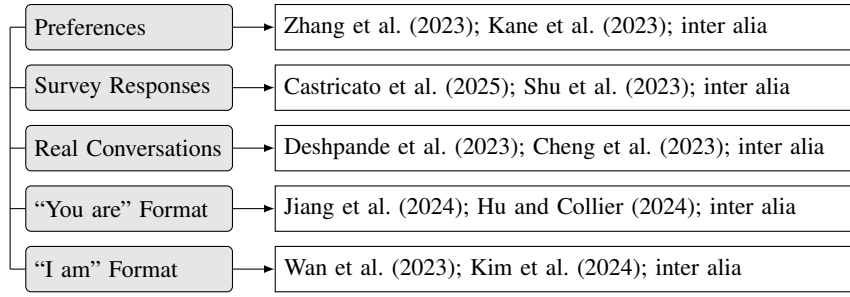 Preferences
Zhang et al. (2023); Kane et al. (2023); inter alia
Survey Responses
Castricato et al. (2025); Shu et al. (2023); inter alia
Real Conversations
Deshpande et al. (2023); Cheng et al. (2023); inter alia
“You are” Format
Jiang et al. (2024); Hu and Collier (2024); inter alia
“I am” Format
Wan et al. (2023); Kim et al. (2024); inter alia